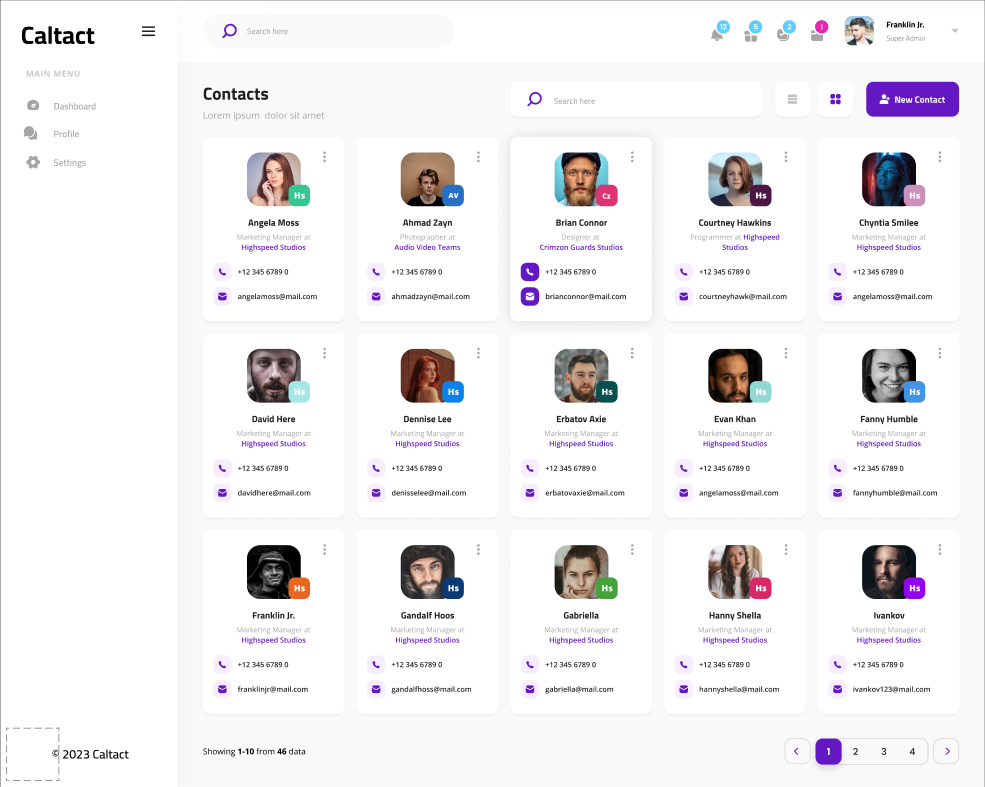 Caltact
Search here
12
5
2
!
Franklin Jr.
Super Admin
MAIN MENU
Dashboard
Profile
Settings
Contacts
Lorem ipsum dolor sit amet
Search here
New Contact
Hs
Angela Moss
Marketing Manager at
Highspeed Studios
+12 345 6789 0
angelamoss@mail.com
AV
Ahmad Zayn
Photographer at
Audio Video Teams
+12 345 6789 0
ahmadzayn@mail.com
Cz
Brian Connor
Designer at
Crimzon Guards Studios
+12 345 6789 0
brianconnor@mail.com
Hs
Courtney Hawkins
Programmer at Highspeed
Studios
+12 345 6789 0
courtneyhawk@mail.com
Hs
Chyntia Smilee
Marketing Manager at
Highspeed Studios
+12 345 6789 0
angelamoss@mail.com
Hs
David Here
Marketing Manager at
Highspeed Studios
+12 345 6789 0
davidhere@mail.com
Hs
Dennise Lee
Marketing Manager at
Highspeed Studios
+12 345 6789 0
denisselee@mail.com
Hs
Erbatov Axie
Marketing Manager at
Highspeed Studios
+12 345 6789 0
erbatovaxie@mail.com
Hs
Evan Khan
Marketing Manager at
Highspeed Studios
+12 345 6789 0
angelamoss@mail.com
Hs
Fanny Humble
Marketing Manager at
Highspeed Studios
+12 345 6789 0
fannyhumble@mail.com
Hs
Franklin Jr.
Marketing Manager at
Highspeed Studios
+12 345 6789 0
franklinjr@mail.com
Hs
Gandalf Hoos
Marketing Manager at
Highspeed Studios
+12 345 6789 0
gandalfhoss@mail.com
Hs
Gabriella
Marketing Manager at
Highspeed Studios
+12 345 6789 0
gabriella@mail.com
Hs
Hanny Shella
Marketing Manager at
Highspeed Studios
+12 345 6789 0
hannyshella@mail.com
Hs
Ivankov
Marketing Manager at
Highspeed Studios
+12 345 6789 0
ivankov123@mail.com
© 2023 Caltact
Showing 1-10 from 46 data
1 2 3 4